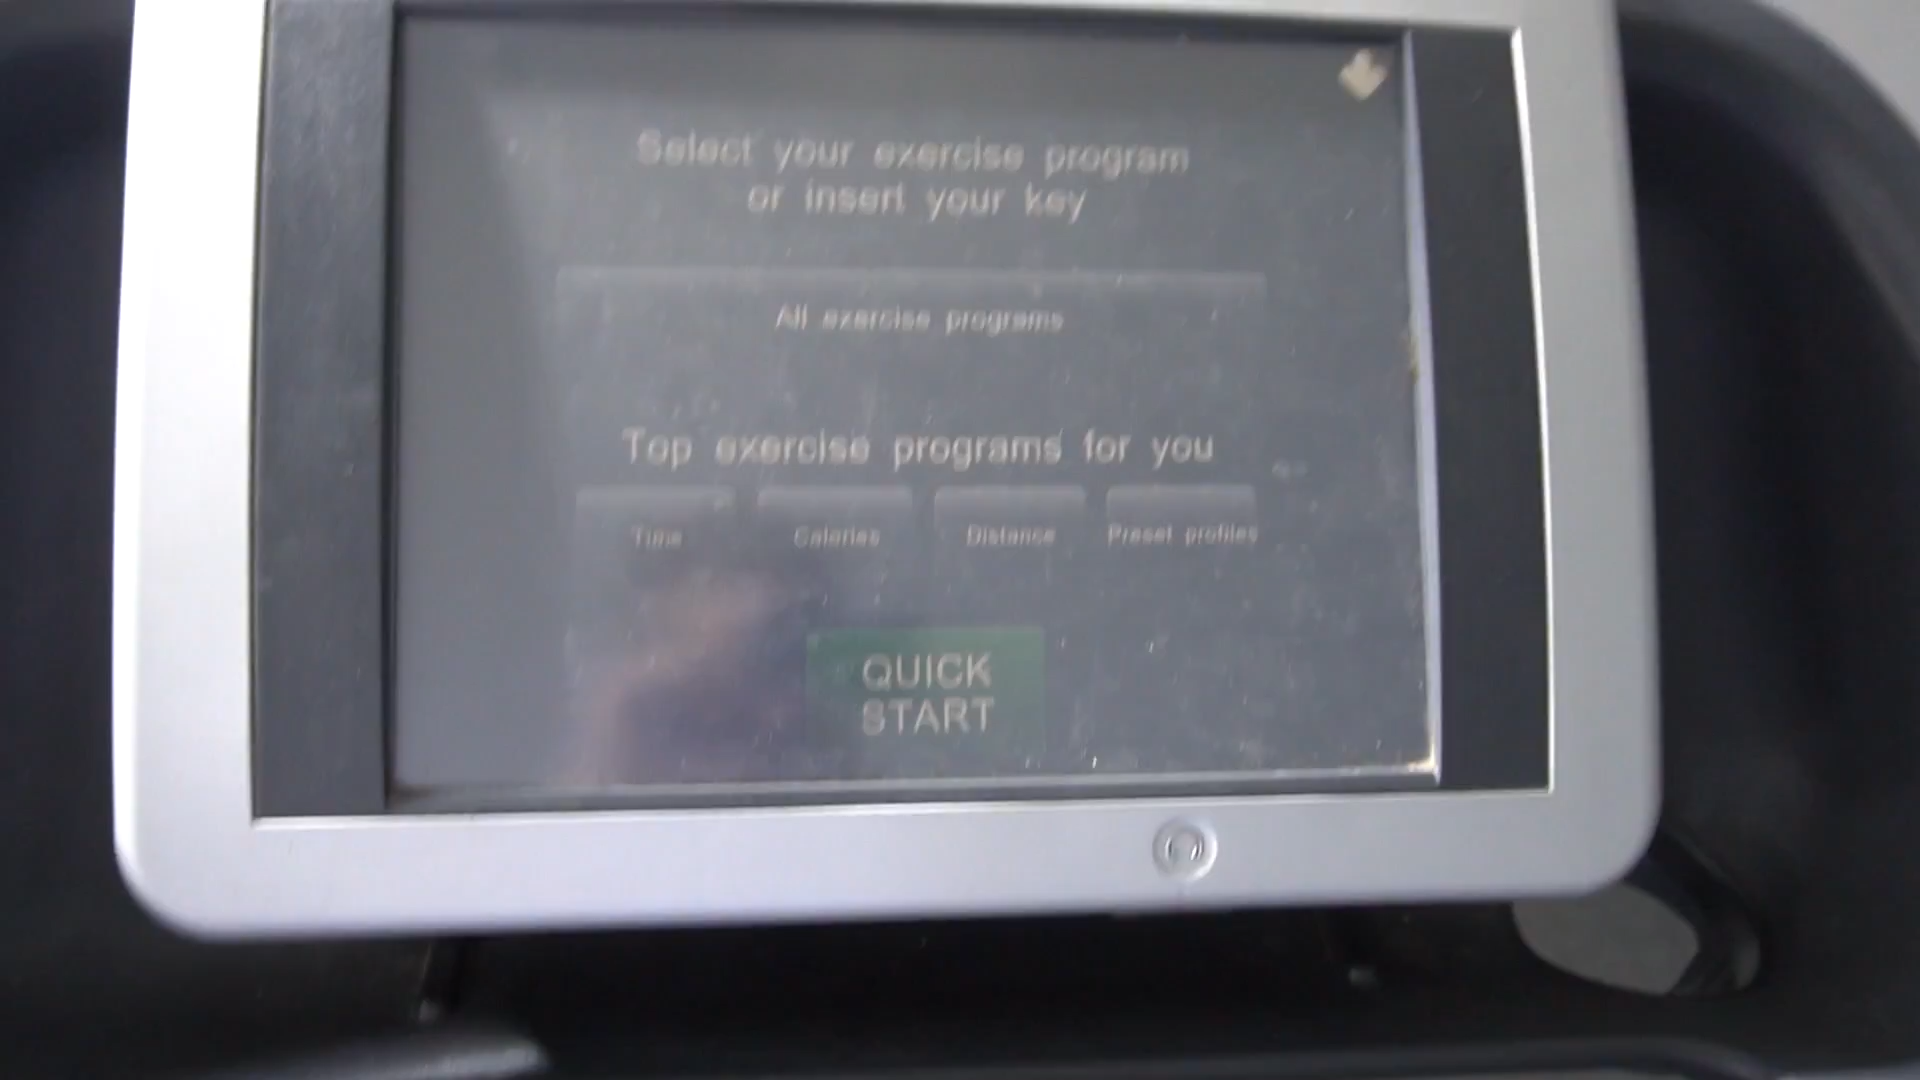 Select your exercise program
or insert your key
All exercise programs
Top exercise programs for you
Time Calories Distance Preset profiles
QUICK
START